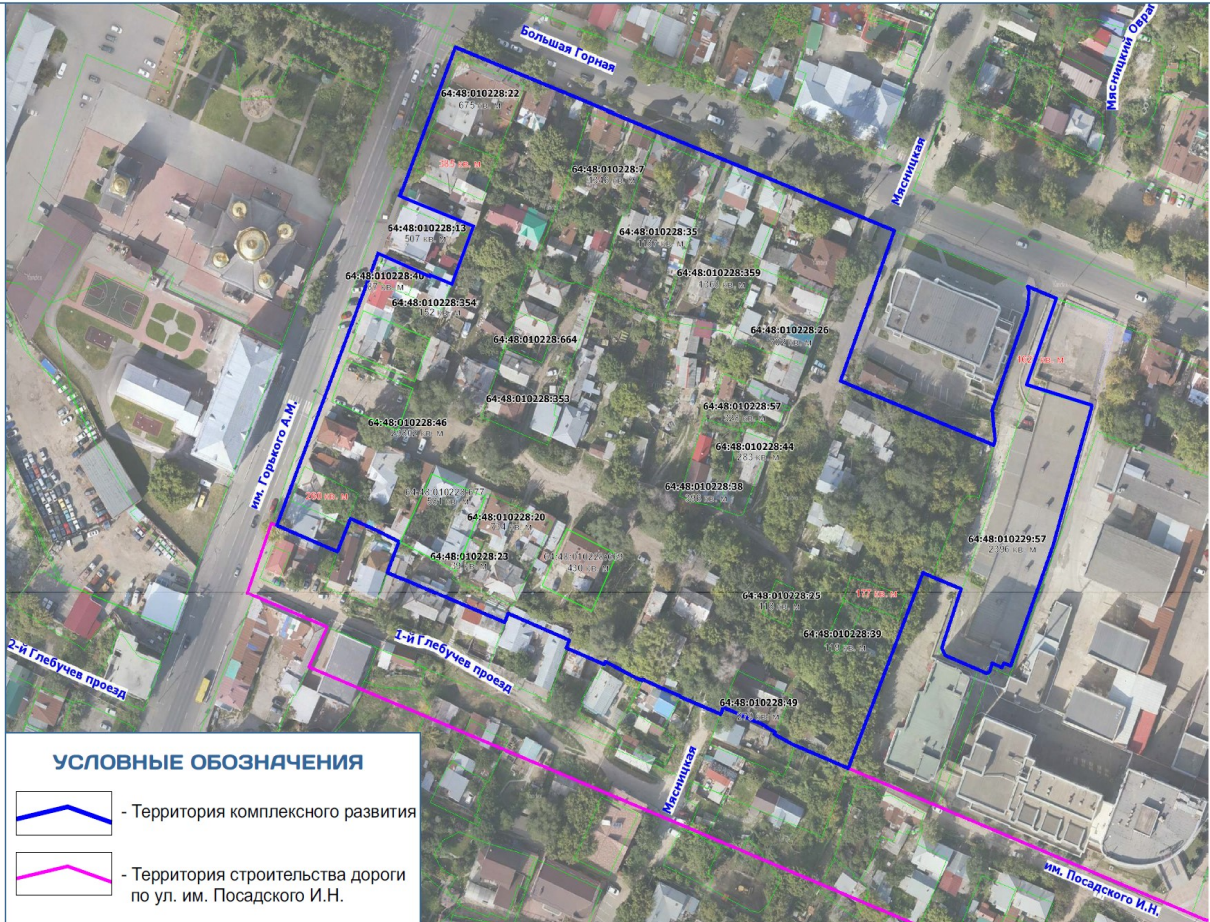 Большая Горная
Мясницкий Овраг
64:48:010228:22
675 кв. м
64:48:010228:7
Мясницкая
64:48:010228:13
507 кв. м
64:48:010228:35
64:48:010228:40
64:48:010228:359
64:48:010228:354
152 кв. м
64:48:010228:26
64:48:010228:664
64:48:010228:353
64:48:010228:57
им. Горького А.М.
64:48:010228:46
64:48:010228:44
283 кв. м
64:48:010228:38
64:48:010228:20
64:48:010229:57
2396 кв. м
64:48:010228:23
430 кв. м
64:48:010228:25
117 кв. м
64:48:010228:39
119 кв. м
1-й Глебучев проезд
2-й Глебучев проезд
64:48:010228:49
Мясницкая
им. Посадского И.Н.
УСЛОВНЫЕ ОБОЗНАЧЕНИЯ
- Территория комплексного развития
- Территория строительства дороги
по ул. им. Посадского И.Н.